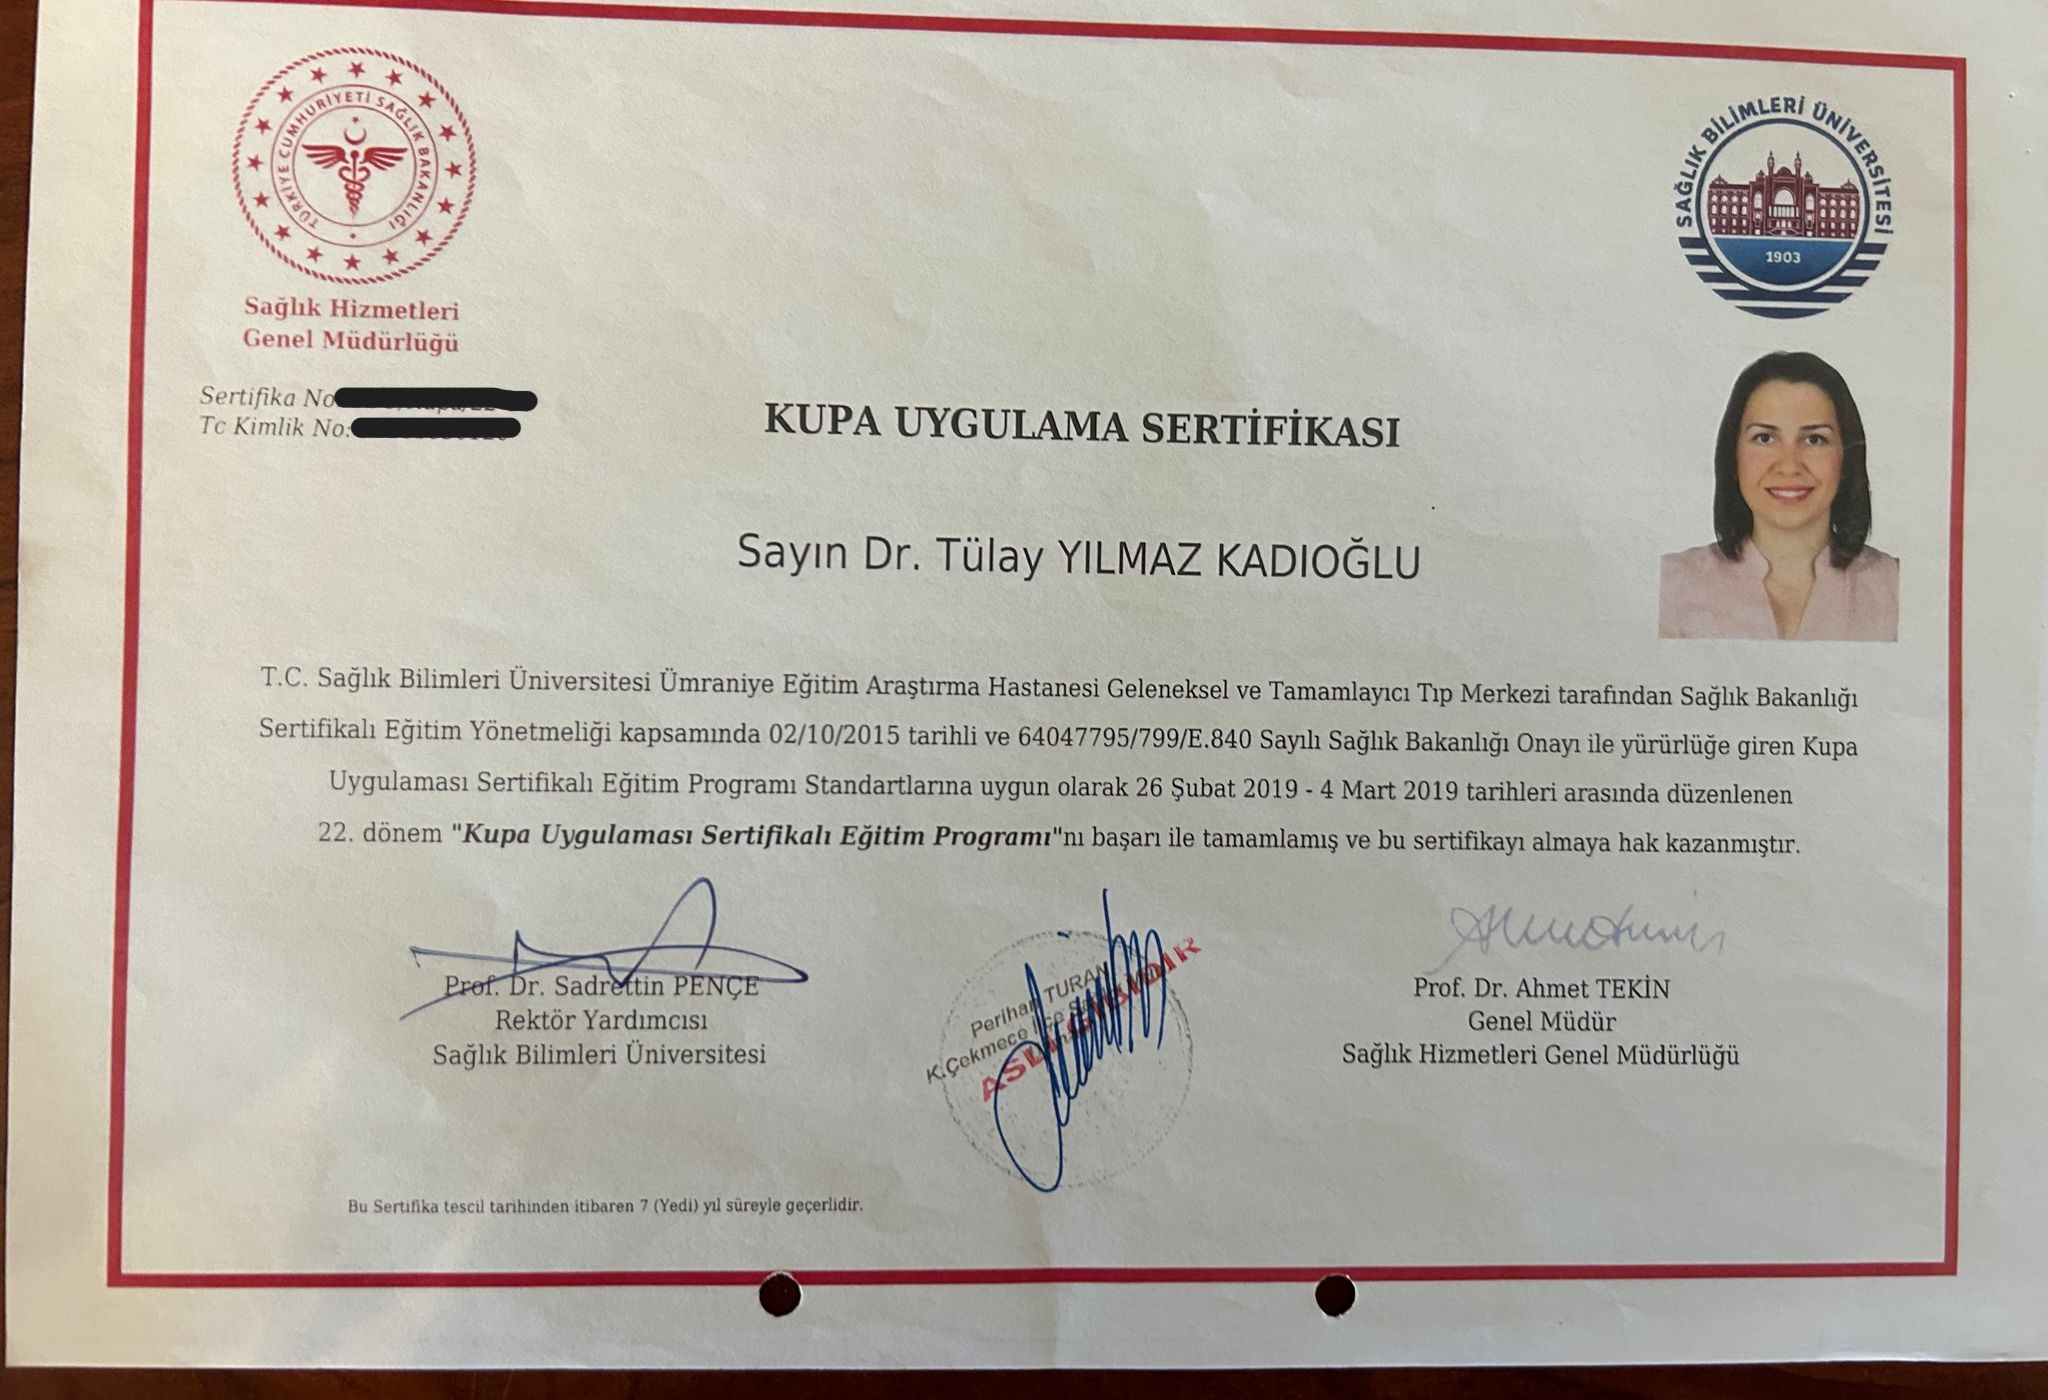 TÜRKİYE CUMHURİYETİ SAĞLIK BAKANLIĞI
Sağlık Hizmetleri
Genel Müdürlüğü
SAĞLIK BİLİMLERİ ÜNİVERSİTESİ
1903
Sertifika No
Tc Kimlik No:
KUPA UYGULAMA SERTİFİKASI
Sayın Dr. Tülay YILMAZ KADIOĞLU
T.C. Sağlık Bilimleri Üniversitesi Ümraniye Eğitim Araştırma Hastanesi Geleneksel ve Tamamlayıcı Tıp Merkezi tarafından Sağlık Bakanlığı
Sertifikalı Eğitim Yönetmeliği kapsamında 02/10/2015 tarihli ve 64047795/799/E.840 Sayılı Sağlık Bakanlığı Onayı ile yürürlüğe giren Kupa
Uygulaması Sertifikalı Eğitim Programı Standartlarına uygun olarak 26 Şubat 2019 - 4 Mart 2019 tarihleri arasında düzenlenen
22. dönem "Kupa Uygulaması Sertifikalı Eğitim Programı"nı başarı ile tamamlamış ve bu sertifikayı almaya hak kazanmıştır.
Prof. Dr. Sadrettin PENÇE
Rektör Yardımcısı
Sağlık Bilimleri Üniversitesi
Perihan TURAN
K.Çekmece İlçe
ASLI GİBİDİR
Prof. Dr. Ahmet TEKİN
Genel Müdür
Sağlık Hizmetleri Genel Müdürlüğü
Bu Sertifika tescil tarihinden itibaren 7 (Yedi) yıl süreyle geçerlidir.